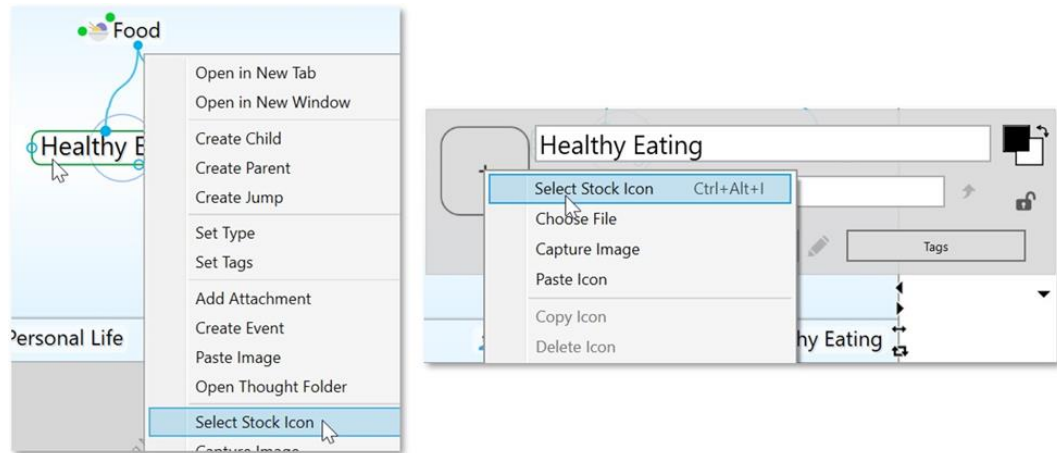 Food
Healthy E
Open in New Tab
Open in New Window
Create Child
Create Parent
Create Jump
Set Type
Set Tags
Add Attachment
Create Event
Paste Image
Open Thought Folder
Select Stock Icon
Capture Image
Personal Life
Healthy Eating
Select Stock Icon Ctrl+Alt+I
Choose File
Capture Image
Paste Icon
Copy Icon
Delete Icon
Tags
hy Eating